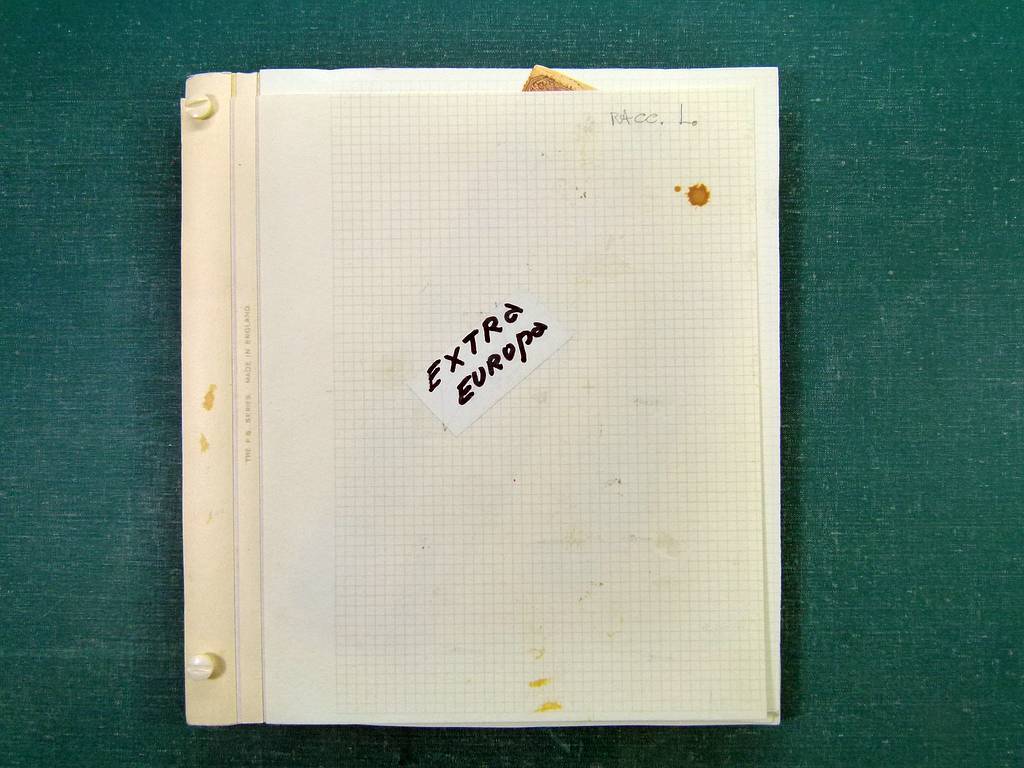 RACC. L.
EXTRA
EUROPA
THE F.G. SERIES. MADE IN ENGLAND.